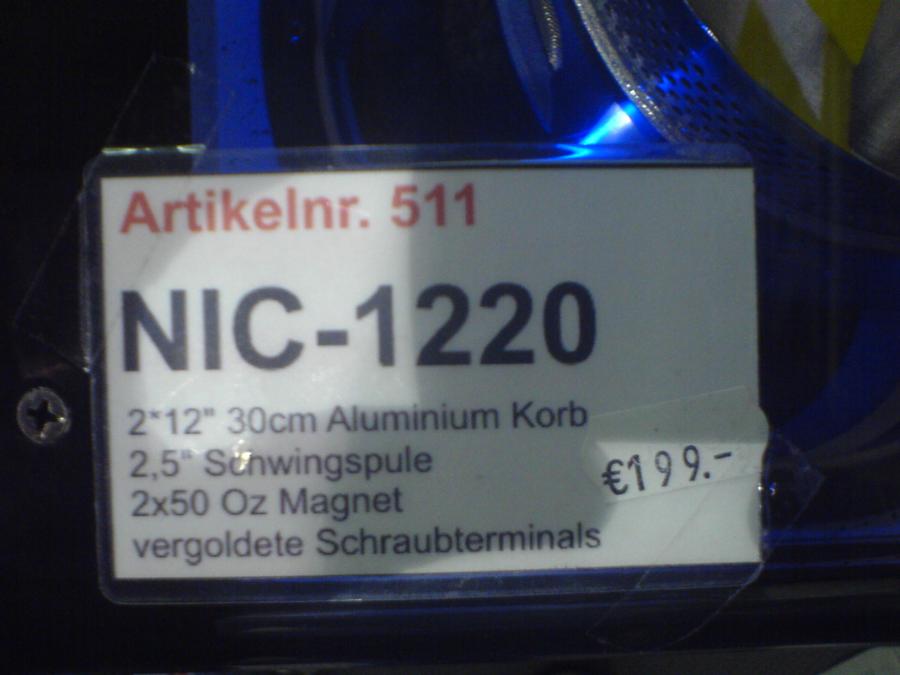 Artikelnr. 511
NIC-1220
2*12" 30cm Aluminium Korb
2,5" Schwingspule
2x50 Oz Magnet
€199.-
vergoldete Schraubterminals